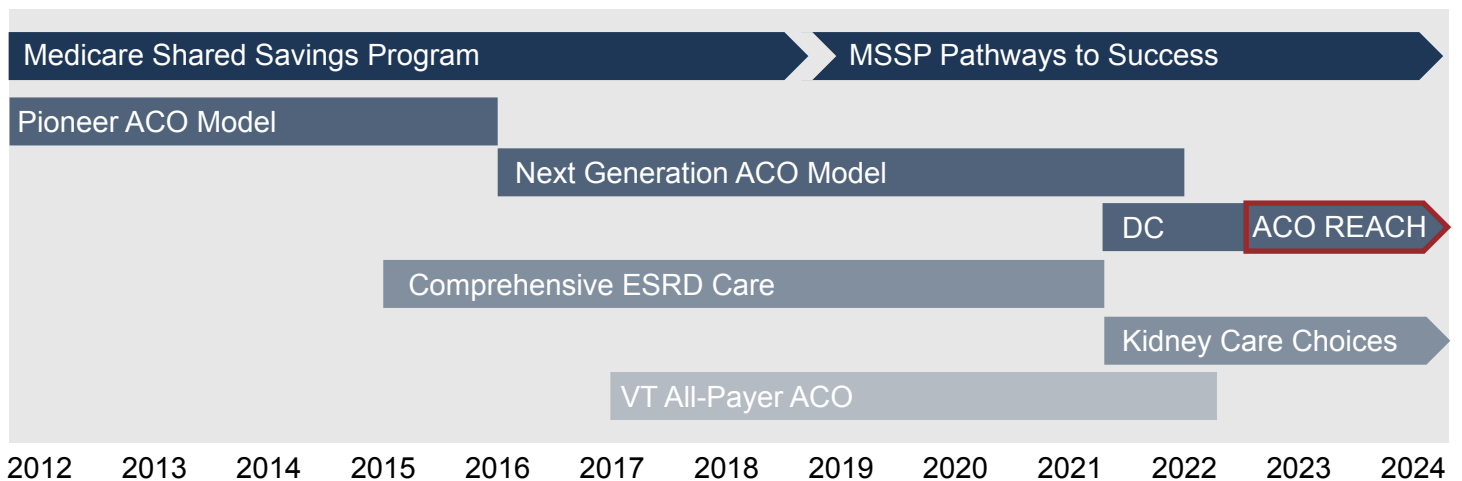 Medicare Shared Savings Program MSSP Pathways to Success
Pioneer ACO Model
Next Generation ACO Model
DC ACO REACH
Comprehensive ESRD Care
Kidney Care Choices
VT All-Payer ACO
2012 2013 2014 2015 2016 2017 2018 2019 2020 2021 2022 2023 2024